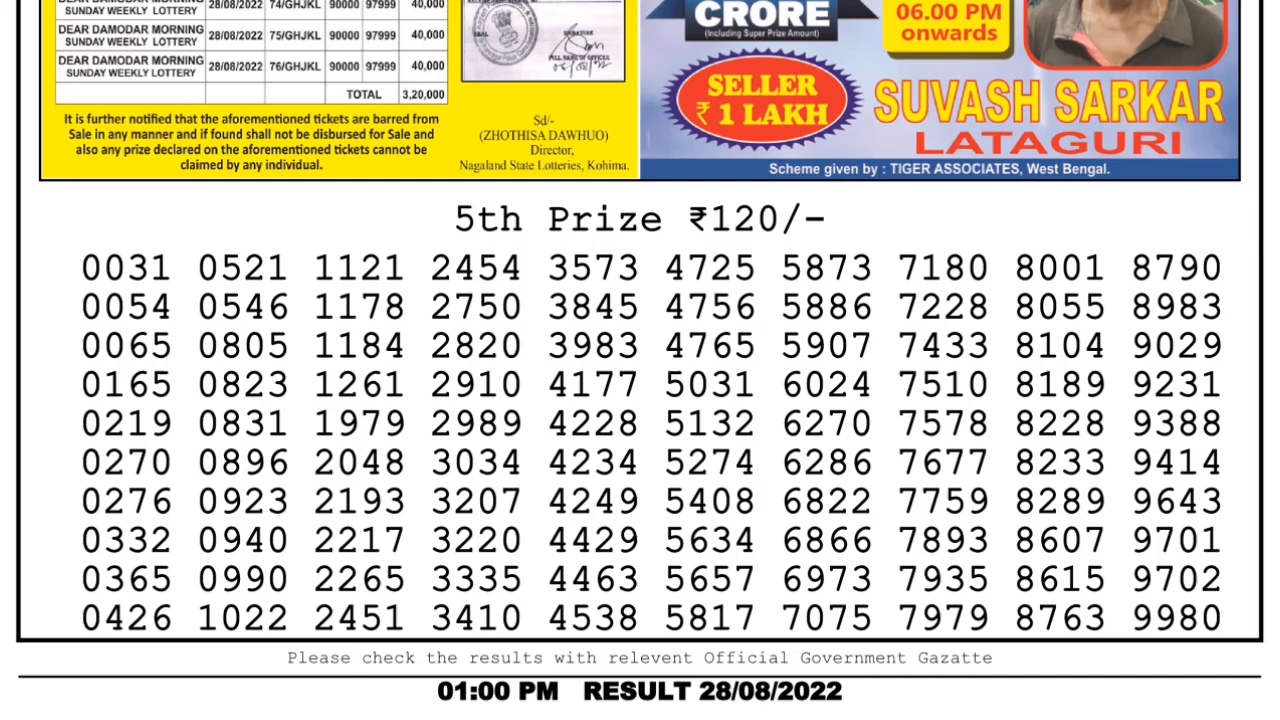 DEAR DAMODAR MORNING SUNDAY WEEKLY LOTTERY 28/08/2022 74/GHJKL 90000 97999 40,000
DEAR DAMODAR MORNING SUNDAY WEEKLY LOTTERY 28/08/2022 75/GHJKL 90000 97999 40,000
DEAR DAMODAR MORNING SUNDAY WEEKLY LOTTERY 28/08/2022 76/GHJKL 90000 97999 40,000
TOTAL 3,20,000
It is further notified that the aforementioned tickets are barred from
Sale in any manner and if found shall not be disbursed for Sale and
also any prize declared on the aforementioned tickets cannot be
claimed by any individual.
SEAL
Sd/-
(ZHOTHISA DAWHUO)
Director,
Nagaland State Lotteries, Kohima.
CRORE
(Including Super Prize Amount)
06.00 PM
onwards
SELLER
₹ 1 LAKH
SUVASH SARKAR
LATAGURI
Scheme given by : TIGER ASSOCIATES, West Bengal.
5th Prize ₹120/-
0031 0521 1121 2454 3573 4725 5873 7180 8001 8790
0054 0546 1178 2750 3845 4756 5886 7228 8055 8983
0065 0805 1184 2820 3983 4765 5907 7433 8104 9029
0165 0823 1261 2910 4177 5031 6024 7510 8189 9231
0219 0831 1979 2989 4228 5132 6270 7578 8228 9388
0270 0896 2048 3034 4234 5274 6286 7677 8233 9414
0276 0923 2193 3207 4249 5408 6822 7759 8289 9643
0332 0940 2217 3220 4429 5634 6866 7893 8607 9701
0365 0990 2265 3335 4463 5657 6973 7935 8615 9702
0426 1022 2451 3410 4538 5817 7075 7979 8763 9980
Please check the results with relevent Official Government Gazatte
01:00 PM RESULT 28/08/2022